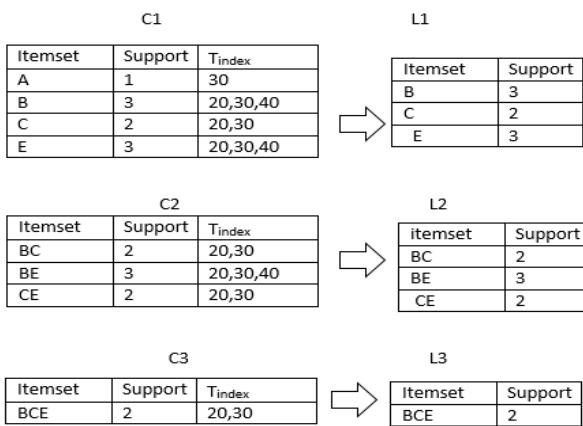 C1 L1
Itemset Support Tindex
A 1 30
B 3 20,30,40
C 2 20,30
E 3 20,30,40
Itemset Support
B 3
C 2
E 3
C2 L2
Itemset Support Tindex
BC 2 20,30
BE 3 20,30,40
CE 2 20,30
itemset Support
BC 2
BE 3
CE 2
C3 L3
Itemset Support Tindex
BCE 2 20,30
Itemset Support
BCE 2